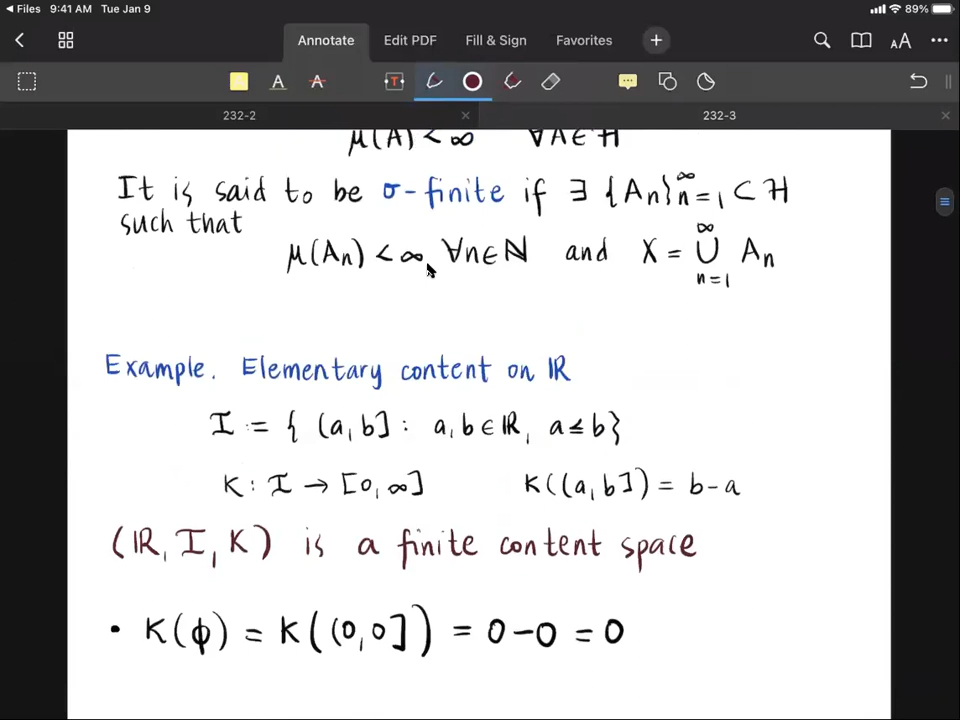 Files 9:41 AM Tue Jan 9 89%
Annotate Edit PDF Fill & Sign Favorites
232-2 232-3
μ(A) < ∞ ∀A∈H
It is said to be σ-finite if ∃ {An}_{n=1}^∞ ⊂ H
such that
μ(An) < ∞ ∀n∈ℕ and X = ∪_{n=1}^∞ An
Example. Elementary content on ℝ
I := { (a,b] : a,b∈ℝ, a≤b}
K : I → [0,∞] K((a,b]) = b-a
(ℝ, I, K) is a finite content space
• K(ϕ) = K((0,0]) = 0-0 = 0